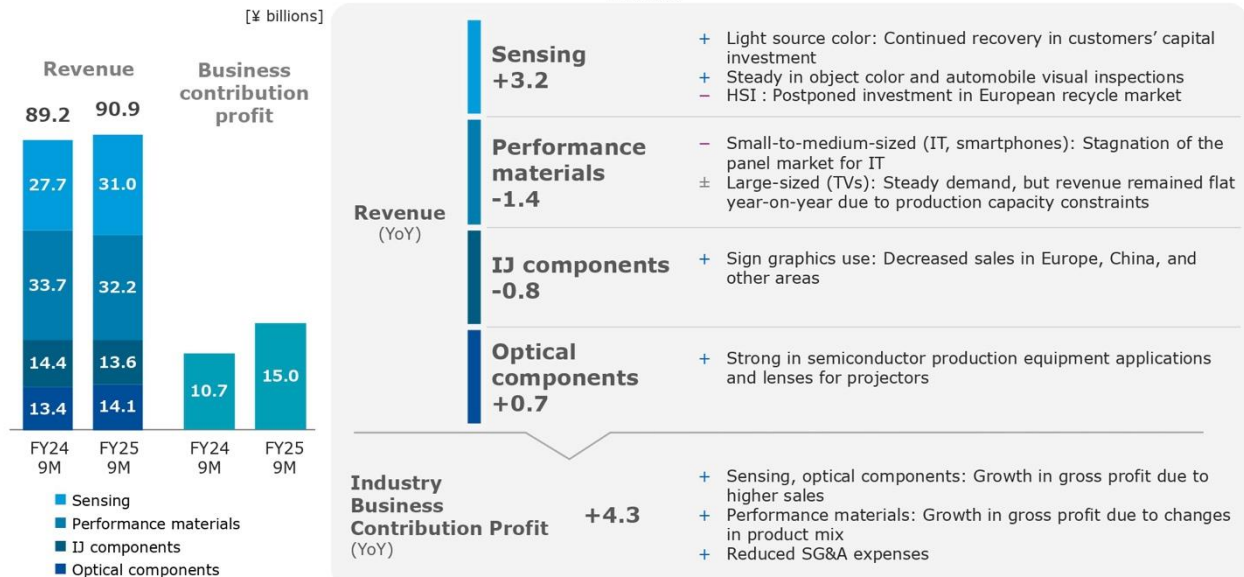 [¥ billions]
Revenue
Business
contribution
profit
89.2
90.9
27.7
31.0
33.7
32.2
14.4
13.6
13.4
14.1
10.7
15.0
FY24
9M
FY25
9M
FY24
9M
FY25
9M
Sensing
Performance materials
IJ components
Optical components
Revenue
(YoY)
Sensing
+3.2
+ Light source color: Continued recovery in customers’ capital
investment
+ Steady in object color and automobile visual inspections
− HSI : Postponed investment in European recycle market
Performance
materials
-1.4
− Small-to-medium-sized (IT, smartphones): Stagnation of the
panel market for IT
± Large-sized (TVs): Steady demand, but revenue remained flat
year-on-year due to production capacity constraints
IJ components
-0.8
+ Sign graphics use: Decreased sales in Europe, China, and
other areas
Optical
components
+0.7
+ Strong in semiconductor production equipment applications
and lenses for projectors
Industry
Business
Contribution Profit
(YoY)
+4.3
+ Sensing, optical components: Growth in gross profit due to
higher sales
+ Performance materials: Growth in gross profit due to changes
in product mix
+ Reduced SG&A expenses